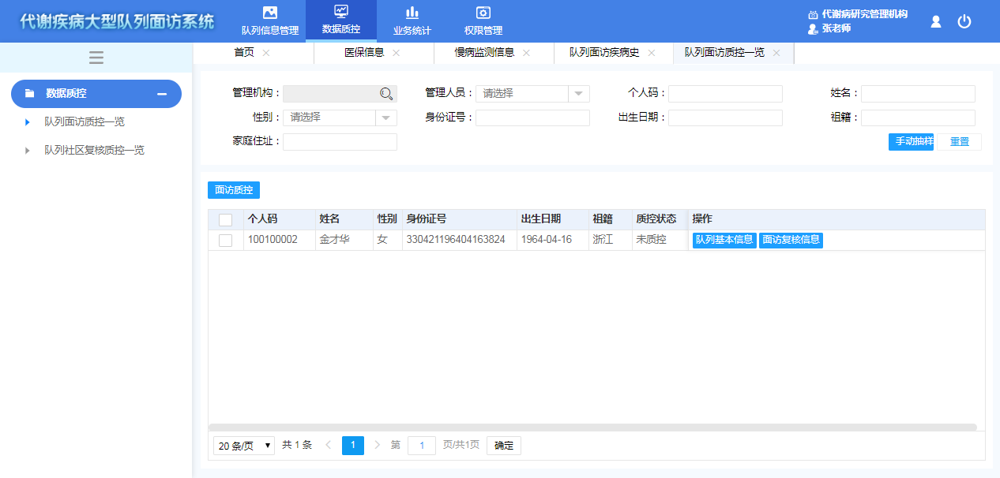 代谢疾病大型队列面访系统
队列信息管理
数据质控
业务统计
权限管理
代谢病研究管理机构
张老师
首页
医保信息
慢病监测信息
队列面访疾病史
队列面访质控一览
数据质控
队列面访质控一览
队列社区复核质控一览
管理机构：
管理人员： 请选择
个人码：
姓名：
性别： 请选择
身份证号：
出生日期：
祖籍：
家庭住址：
手动抽样
重置
面访质控
个人码 姓名 性别 身份证号 出生日期 祖籍 质控状态 操作
100100002 金才华 女 330421196404163824 1964-04-16 浙江 未质控 队列基本信息 面访复核信息
20 条/页 共 1 条 1 第 1 页/共1页 确定